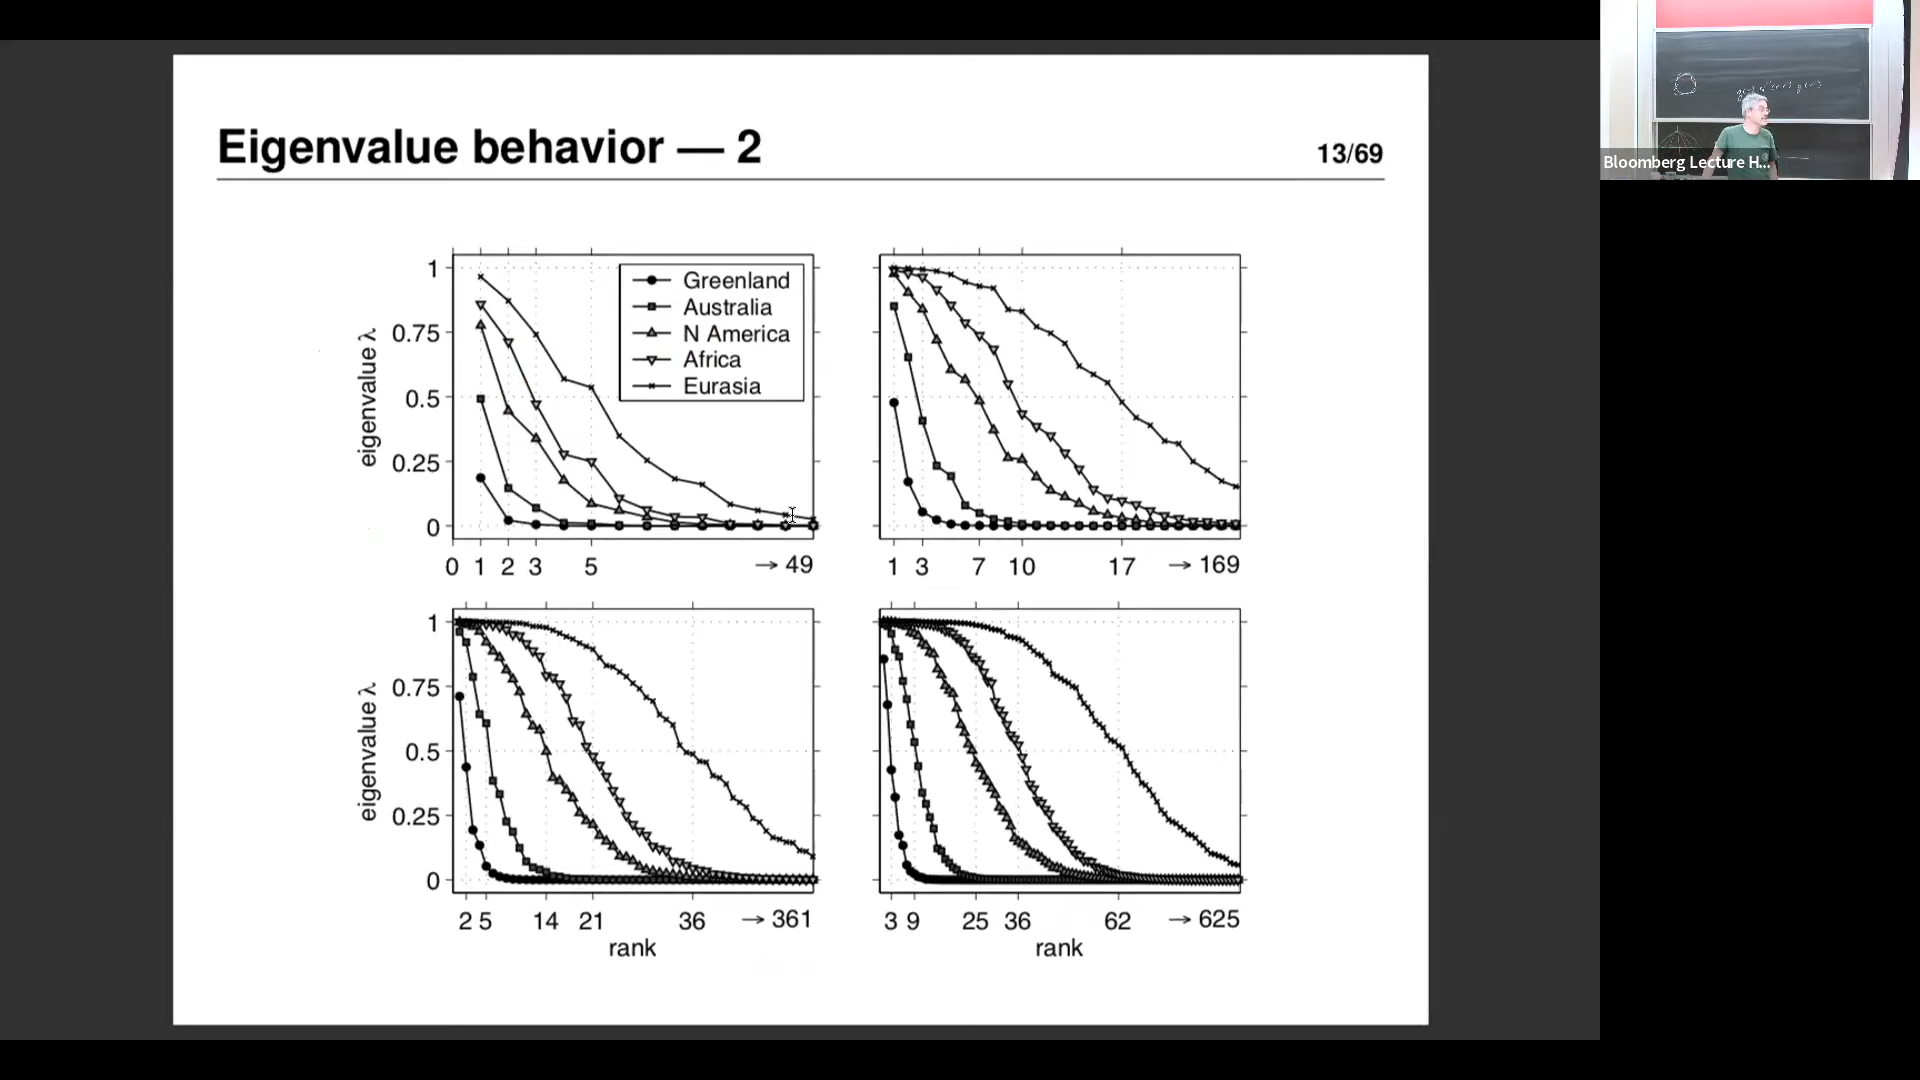 Eigenvalue behavior — 2
13/69
Bloomberg Lecture H...
eigenvalue λ
1
0.75
0.5
0.25
0
Greenland
Australia
N America
Africa
Eurasia
0 1 2 3 5 → 49
1 3 7 10 17 → 169
eigenvalue λ
1
0.75
0.5
0.25
0
2 5 14 21 36 → 361
rank
3 9 25 36 62 → 625
rank